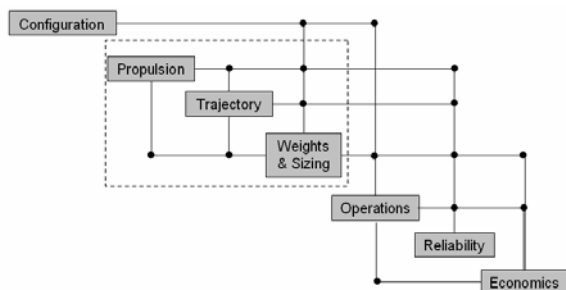 Configuration
Propulsion
Trajectory
Weights
& Sizing
Operations
Reliability
Economics